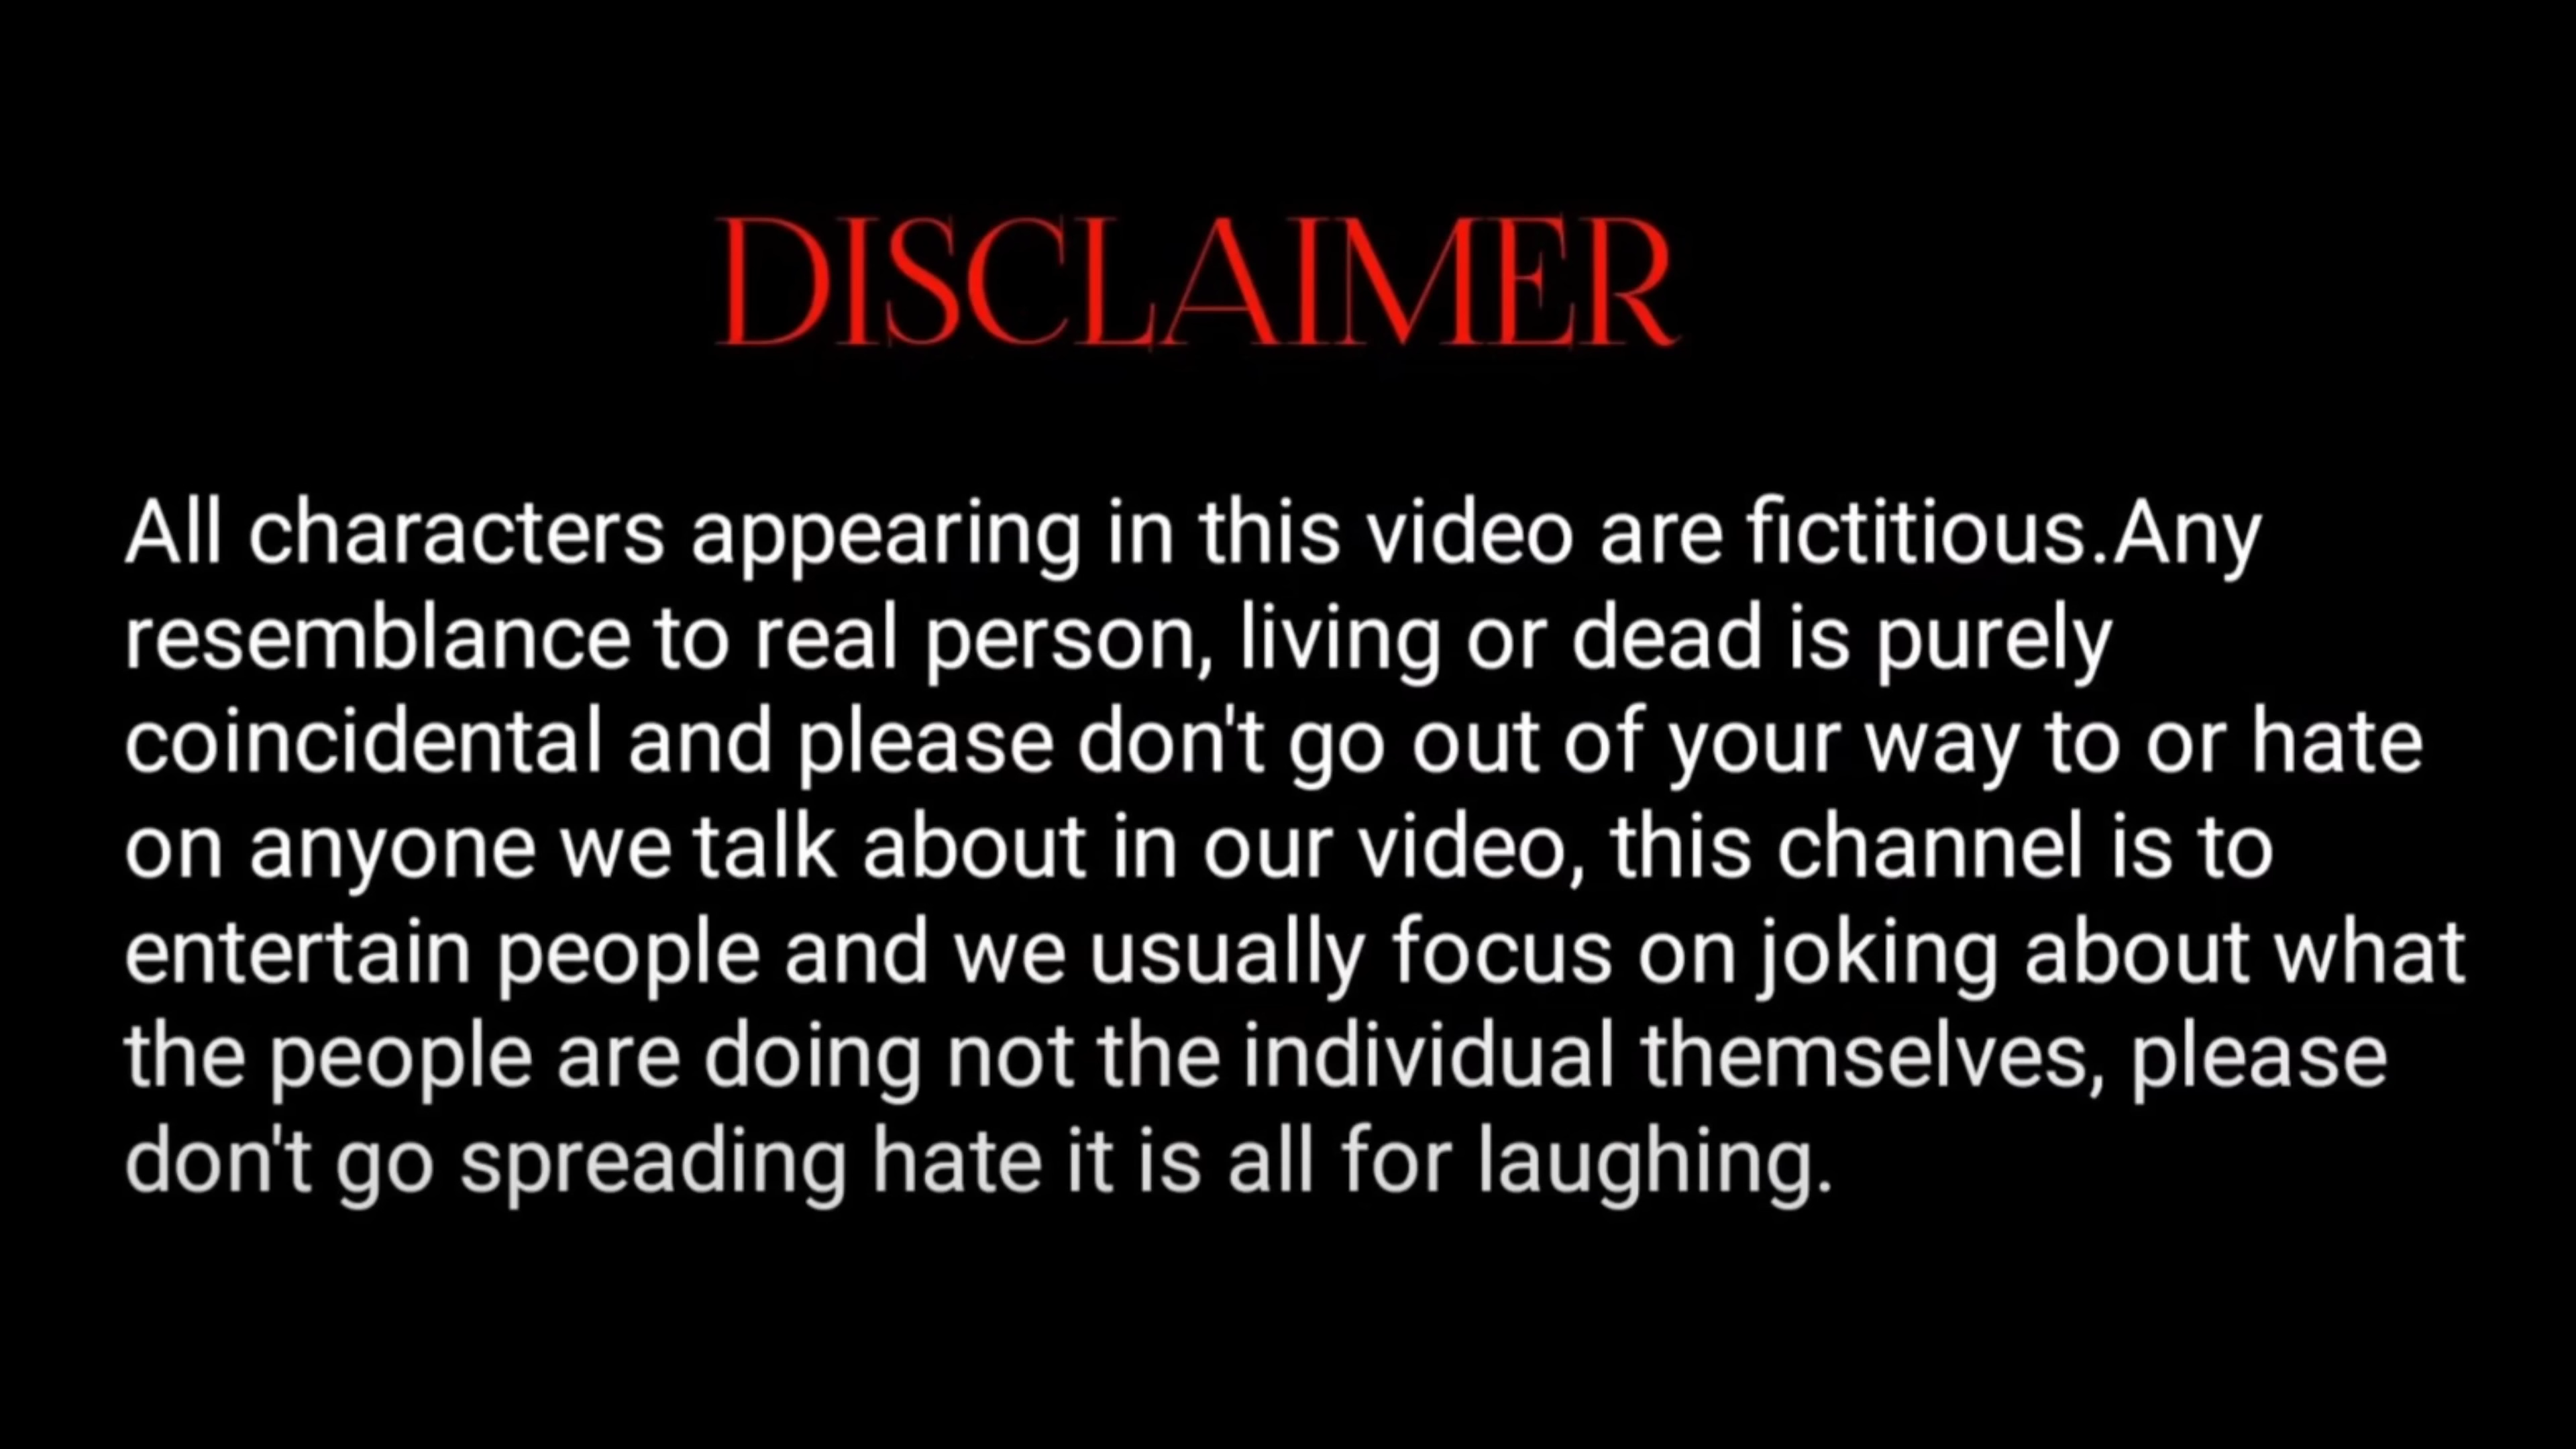 DISCLAIMER
All characters appearing in this video are fictitious.Any
resemblance to real person, living or dead is purely
coincidental and please don't go out of your way to or hate
on anyone we talk about in our video, this channel is to
entertain people and we usually focus on joking about what
the people are doing not the individual themselves, please
don't go spreading hate it is all for laughing.